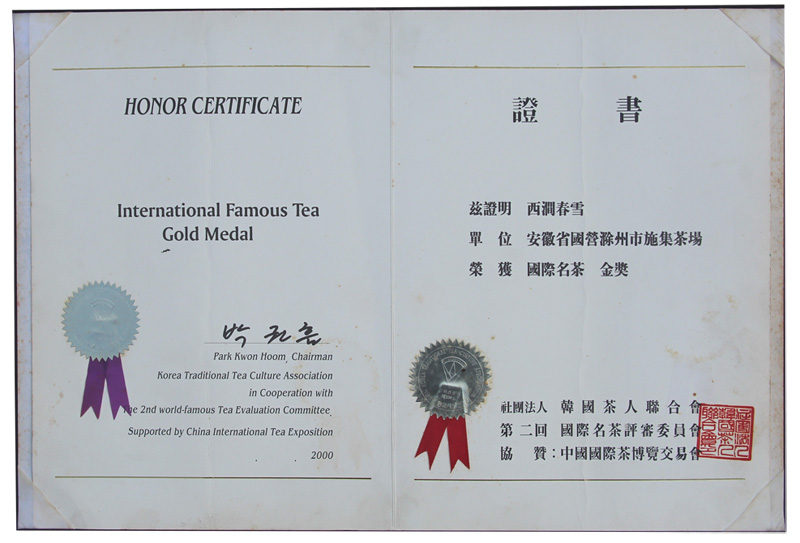 HONOR CERTIFICATE
International Famous Tea
Gold Medal
박권흠
Park Kwon Hoom, Chairman
Korea Traditional Tea Culture Association
in Cooperation with
The 2nd world-famous Tea Evaluation Committee
Supported by China International Tea Exposition
2000
證 書
茲證明 西澗春雪
單 位 安徽省國營滁州市施集茶場
榮 獲 國際名茶 金獎
社團法人 韓國茶人聯合會
第二回 國際名茶評審委員會
協 贊:中國國際茶博覽交易會